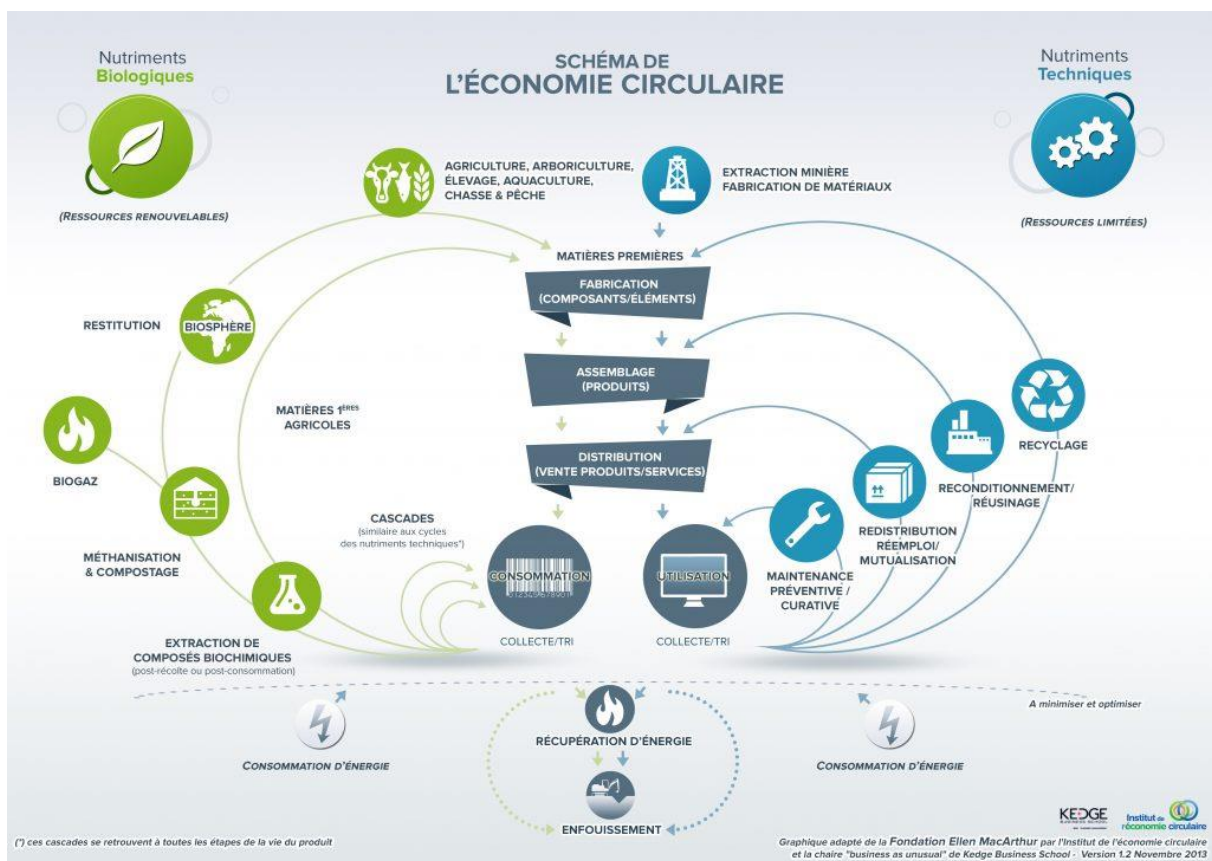 Nutriments
Biologiques
(RESSOURCES RENOUVELABLES)
SCHÉMA DE
L'ÉCONOMIE CIRCULAIRE
Nutriments
Techniques
(RESSOURCES LIMITÉES)
AGRICULTURE, ARBORICULTURE,
ÉLEVAGE, AQUACULTURE,
CHASSE & PÊCHE
EXTRACTION MINIÈRE
FABRICATION DE MATÉRIAUX
MATIÈRES PREMIÈRES
FABRICATION
(COMPOSANTS/ÉLÉMENTS)
ASSEMBLAGE
(PRODUITS)
DISTRIBUTION
(VENTE PRODUITS/SERVICES)
RESTITUTION
BIOSPHÈRE
MATIÈRES 1ÈRES
AGRICOLES
BIOGAZ
MÉTHANISATION
& COMPOSTAGE
EXTRACTION DE
COMPOSÉS BIOCHIMIQUES
(post-récolte ou post-consommation)
CASCADES
(similaire aux cycles
des nutriments techniques*)
CONSOMMATION
COLLECTE/TRI
UTILISATION
COLLECTE/TRI
MAINTENANCE
PRÉVENTIVE /
CURATIVE
REDISTRIBUTION
RÉEMPLOI/
MUTUALISATION
RECONDITIONNEMENT/
RÉUSINAGE
RECYCLAGE
A minimiser et optimiser
CONSOMMATION D'ÉNERGIE
RÉCUPÉRATION D'ÉNERGIE
CONSOMMATION D'ÉNERGIE
ENFOUISSEMENT
(*) ces cascades se retrouvent à toutes les étapes de la vie du produit
KEDGE
BUSINESS SCHOOL
Institut de
l'économie circulaire
Graphique adapté de la Fondation Ellen MacArthur par l'Institut de l'économie circulaire
et la chaire "business as unusual" de Kedge Business School - Version 1.2 Novembre 2013